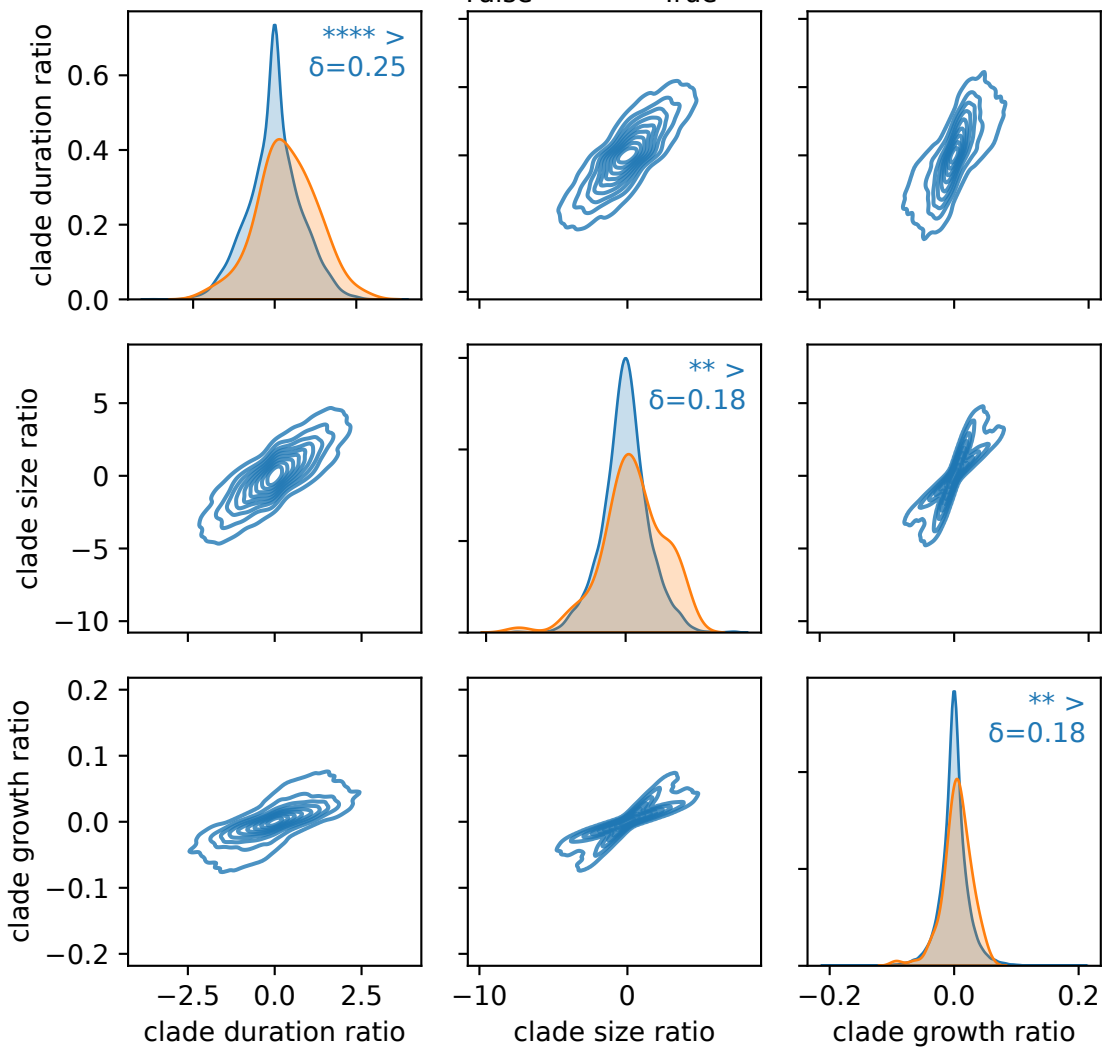 False True
clade duration ratio
0.6
0.4
0.2
0.0
**** >
δ=0.25
clade size ratio
5
0
−5
−10
** >
δ=0.18
clade growth ratio
0.2
0.1
0.0
−0.1
−0.2
** >
δ=0.18
−2.5 0.0 2.5
−10 0
−0.2 0.0 0.2
clade duration ratio
clade size ratio
clade growth ratio